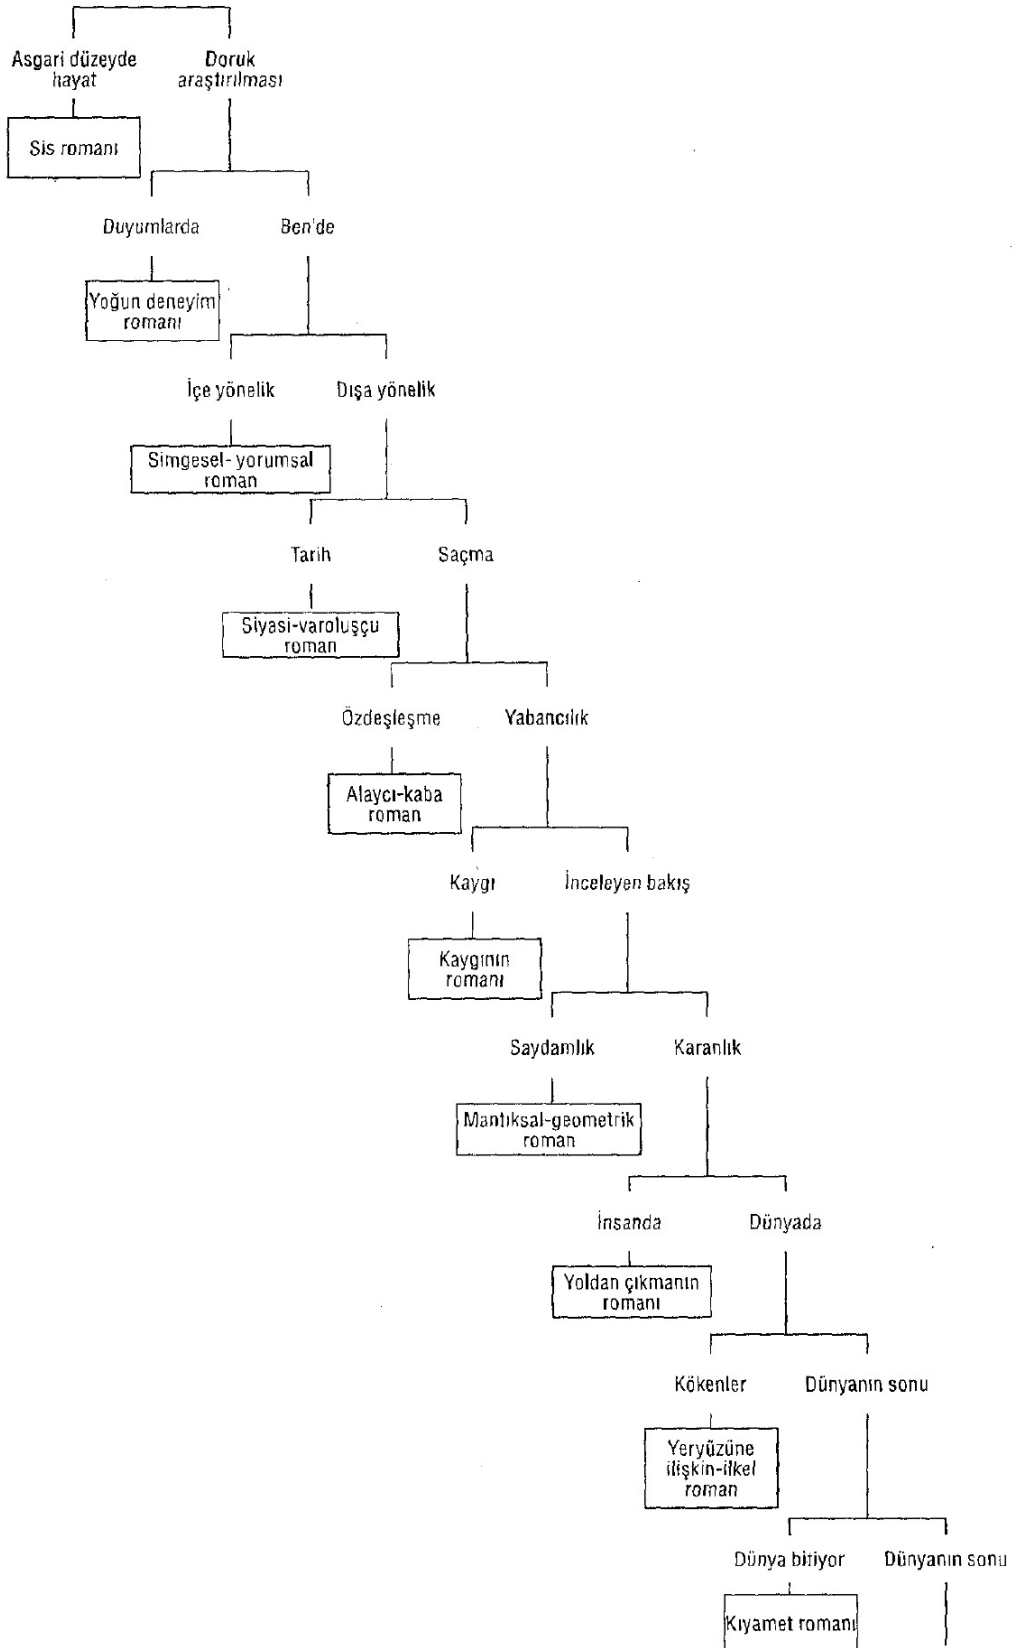 Asgari düzeyde
hayat
Doruk
araştırılması
Sis romanı
Duyumlarda
Ben'de
Yoğun deneyim
romanı
İçe yönelik
Dışa yönelik
Simgesel-yorumsal
roman
Tarih
Saçma
Siyasi-varoluşçu
roman
Özdeşleşme
Yabancılık
Alaycı-kaba
roman
Kaygı
İnceleyen bakış
Kaygının
romanı
Saydamlık
Karanlık
Mantıksal-geometrik
roman
İnsanda
Dünyada
Yoldan çıkmanın
romanı
Kökenler
Dünyanın sonu
Yeryüzüne
ilişkin-ilkel
roman
Dünya bitiyor
Dünyanın sonu
Kıyamet romanı